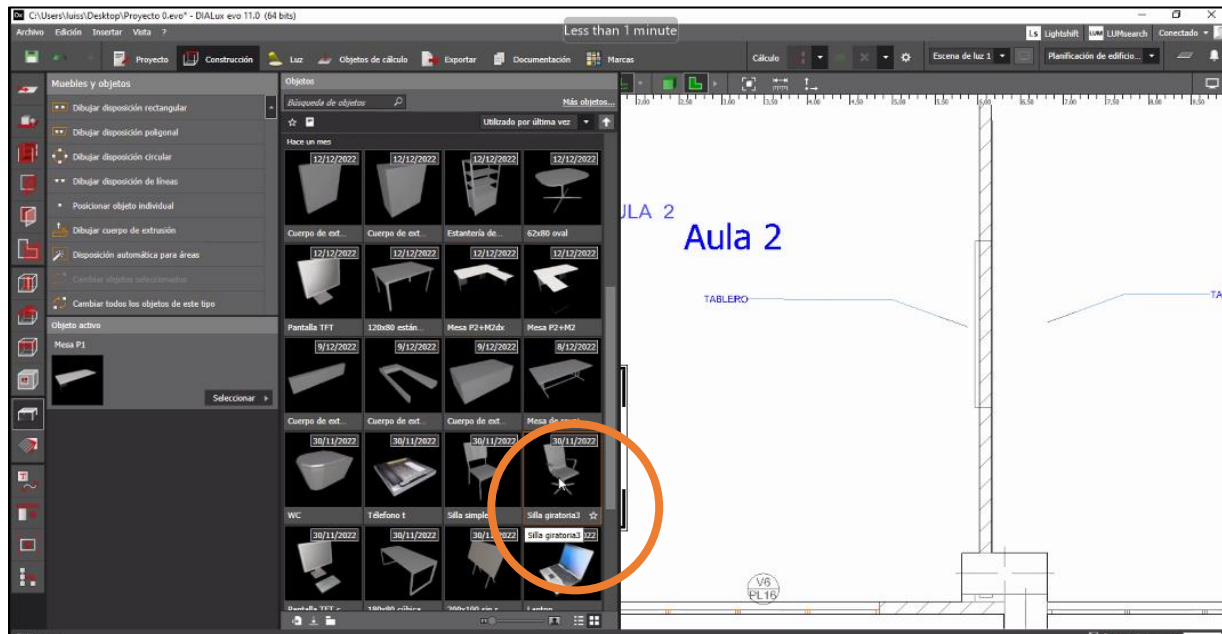 C:\Users\luiss\Desktop\Proyecto 0.evo* - DIALux evo 11.0 (64 bits)
Less than 1 minute
Archivo Edición Insertar Vista ?
Lightshift LUM LUMsearch Conectado
Proyecto Construcción Luz Objetos de cálculo Exportar Documentación Marcas
Cálculo Escena de luz 1 Planificación de edificio...
Muebles y objetos
Dibujar disposición rectangular
Dibujar disposición poligonal
Dibujar disposición circular
Dibujar disposición de líneas
Posicionar objeto individual
Dibujar cuerpo de extrusión
Disposición automática para áreas
Cambiar objetos seleccionados
Cambiar todos los objetos de este tipo
Objeto activo
Mesa P1
Seleccionar
Objetos
Búsqueda de objetos
Más objetos...
Utilizado por última vez
Hace un mes
12/12/2022 12/12/2022 12/12/2022 12/12/2022
Cuerpo de ext... Cuerpo de ext... Estantería de... 62x80 oval
12/12/2022 12/12/2022 12/12/2022 12/12/2022
Pantalla TFT 120x80 están... Mesa P2+M2dx Mesa P2+M2
9/12/2022 9/12/2022 9/12/2022 8/12/2022
Cuerpo de ext... Cuerpo de ext... Cuerpo de ext... Mesa de
30/11/2022 30/11/2022 30/11/2022 30/11/2022
WC Télefono t Silla simple Silla giratoria3
30/11/2022 30/11/2022 Silla giratoria3
Laptop
ULA 2
Aula 2
TABLERO
TA
V6
PL16